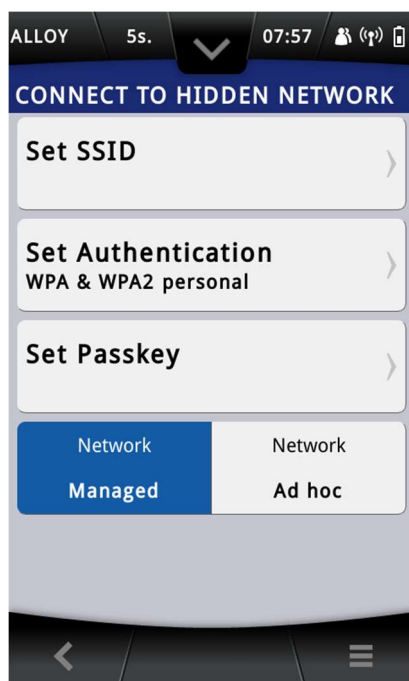 ALLOY 5s. 07:57
CONNECT TO HIDDEN NETWORK
Set SSID
Set Authentication
WPA & WPA2 personal
Set Passkey
Network Network
Managed Ad hoc